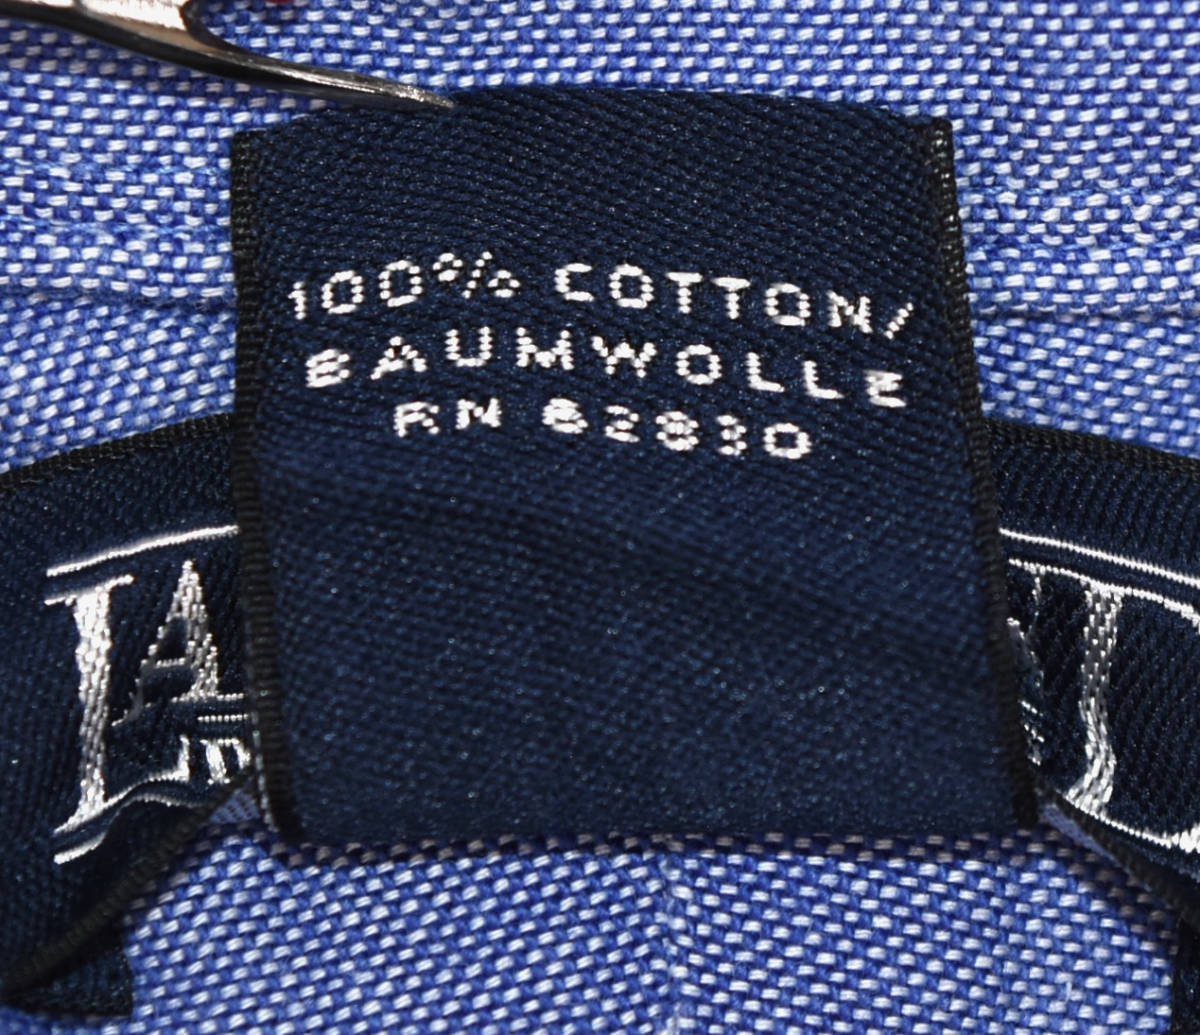 100% COTTON/
BAUMWOLLE
RN 62830